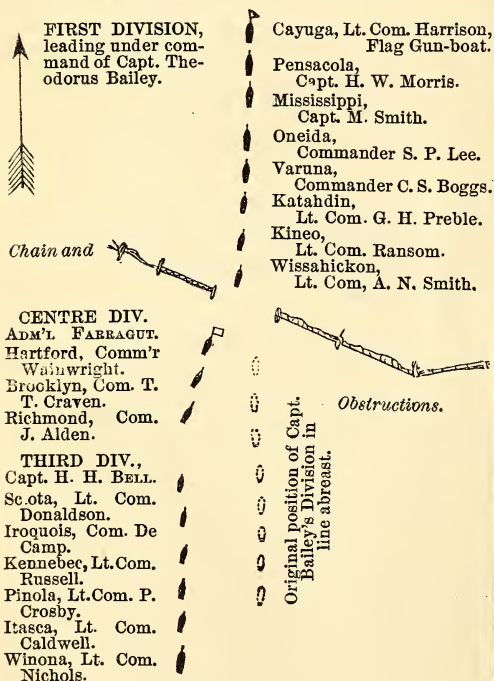 FIRST DIVISION,
leading under com-
mand of Capt. The-
odorus Bailey.
Cayuga, Lt. Com. Harrison,
Flag Gun-boat.
Pensacola,
Capt. H. W. Morris.
Mississippi,
Capt. M. Smith.
Oneida,
Commander S. P. Lee.
Varuna,
Commander C. S. Boggs.
Katahdin,
Lt. Com. G. H. Preble.
Kineo,
Lt. Com. Ransom.
Wissahickon,
Lt. Com, A. N. Smith.
Chain and
Obstructions.
CENTRE DIV.
ADM'L FARRAGUT.
Hartford, Comm'r
Wainwright.
Brooklyn, Com. T.
T. Craven.
Richmond, Com.
J. Alden.
THIRD DIV.,
Capt. H. H. BELL.
Sc.ota, Lt. Com.
Donaldson.
Iroquois, Com. De
Camp.
Kennebec, Lt. Com.
Russell.
Pinola, Lt. Com. P.
Crosby.
Itasca, Lt. Com.
Caldwell.
Winona, Lt. Com.
Nichols.
Original position of Capt.
Bailey's Division in
line abreast.